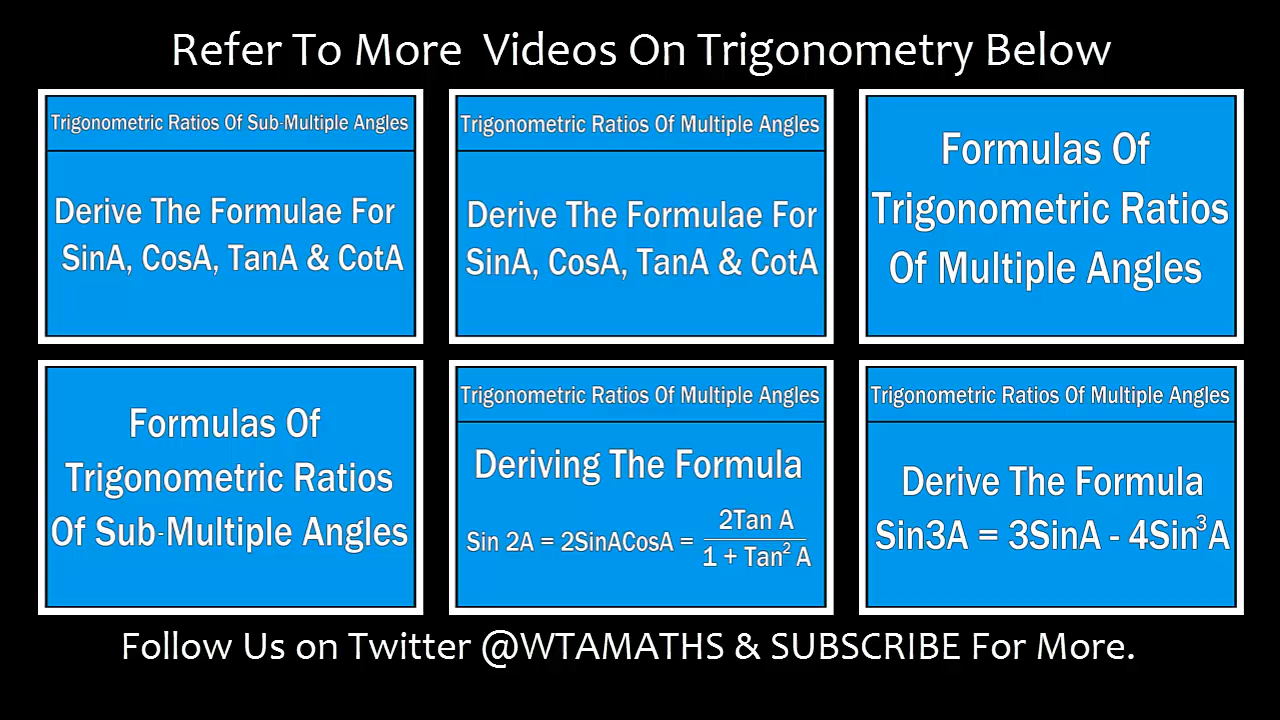 Refer To More Videos On Trigonometry Below
Trigonometric Ratios Of Sub-Multiple Angles
Derive The Formulae For
SinA, CosA, TanA & CotA
Trigonometric Ratios Of Multiple Angles
Derive The Formulae For
SinA, CosA, TanA & CotA
Formulas Of
Trigonometric Ratios
Of Multiple Angles
Formulas Of
Trigonometric Ratios
Of Sub-Multiple Angles
Trigonometric Ratios Of Multiple Angles
Deriving The Formula
Sin 2A = 2SinACosA = 2Tan A / 1 + Tan² A
Trigonometric Ratios Of Multiple Angles
Derive The Formula
Sin3A = 3SinA - 4Sin³A
Follow Us on Twitter @WTAMATHS & SUBSCRIBE For More.